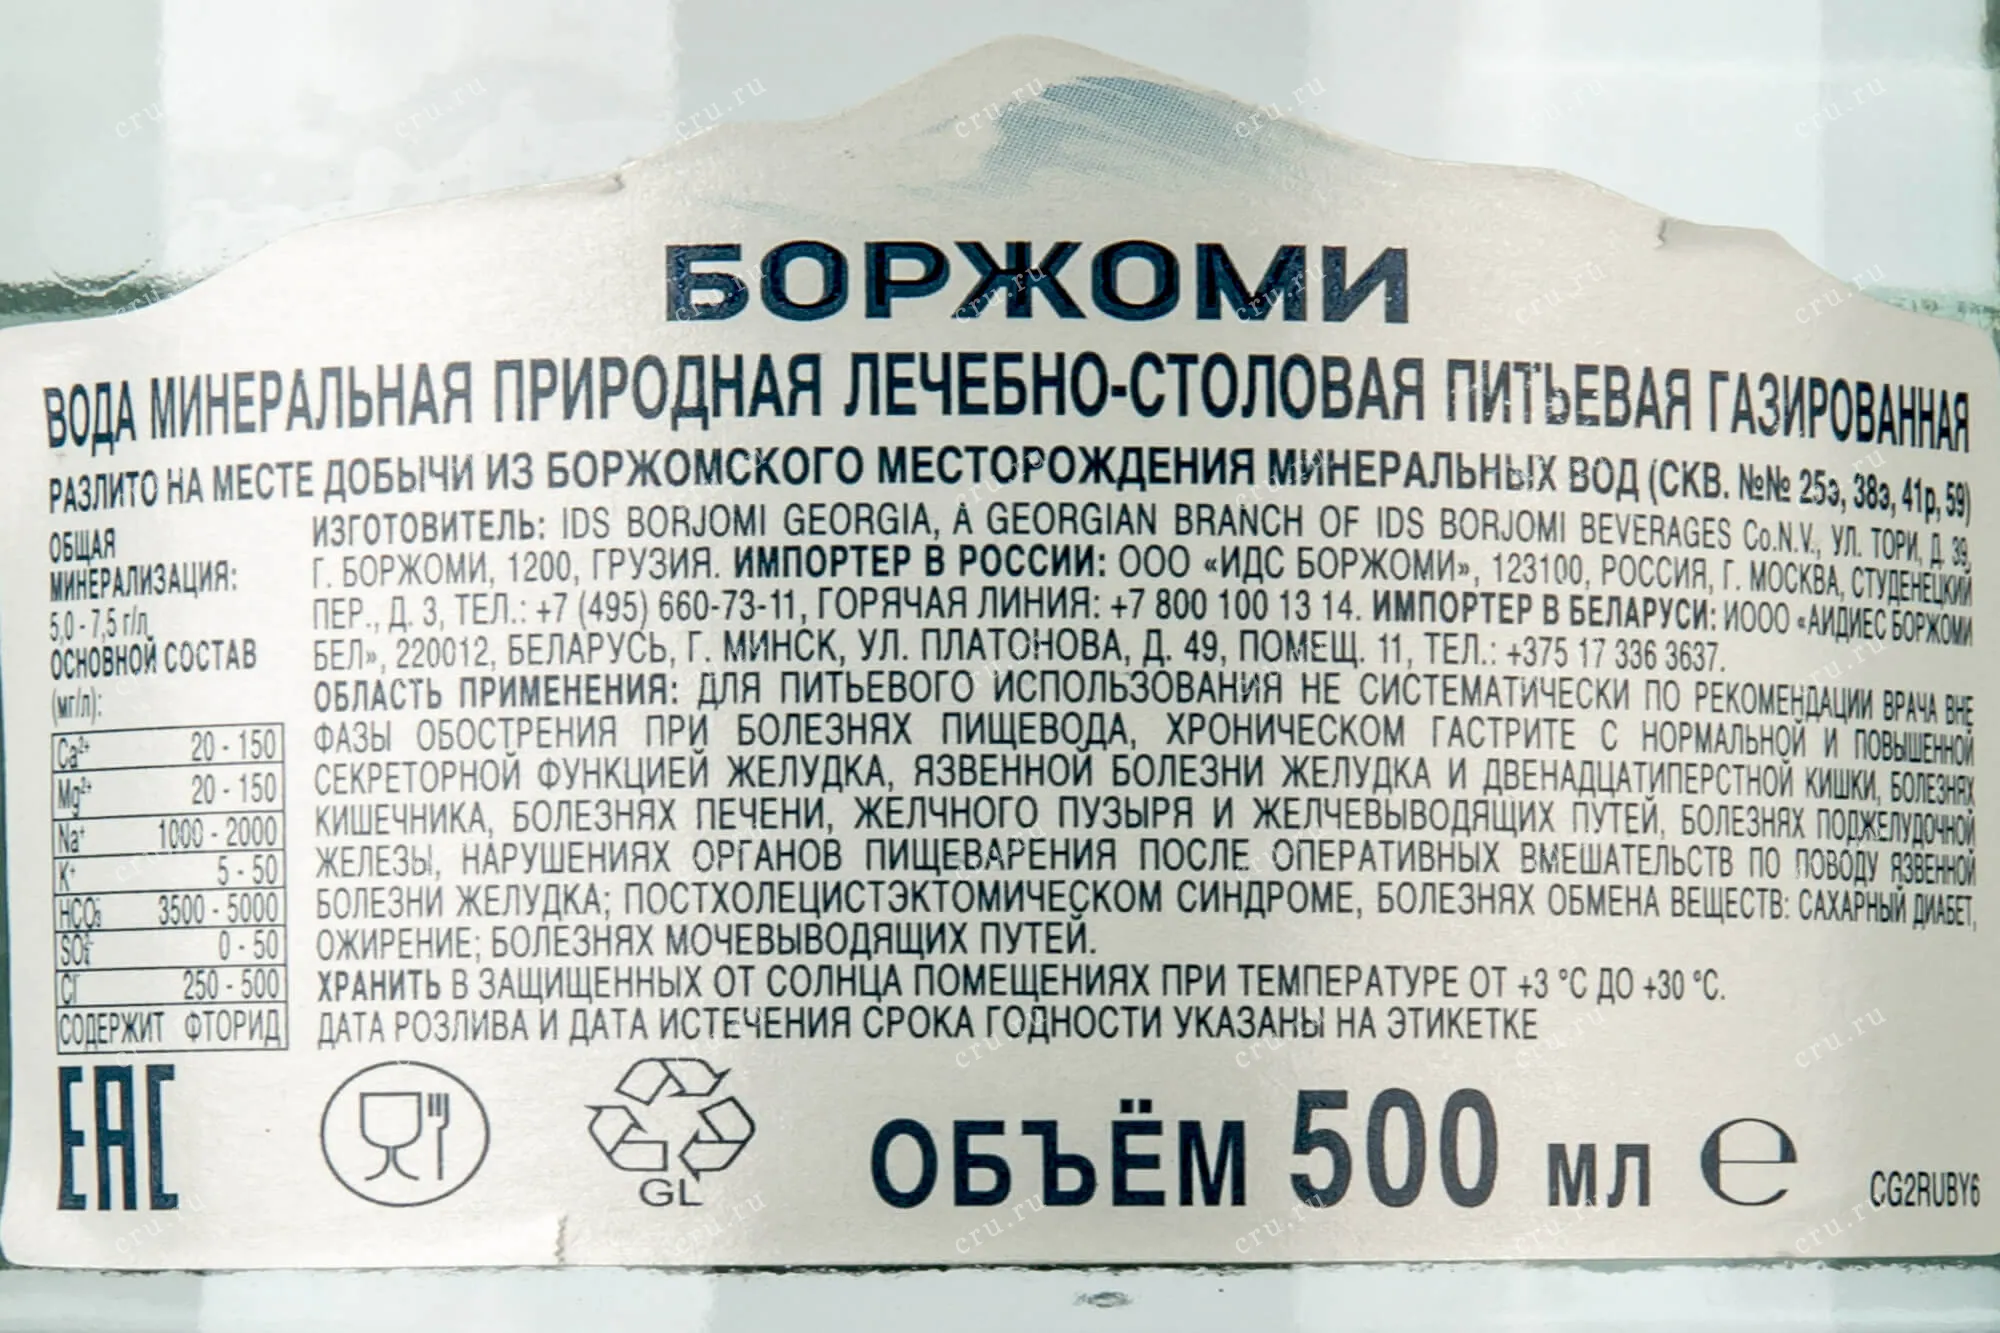 БОРЖОМИ
ВОДА МИНЕРАЛЬНАЯ ПРИРОДНАЯ ЛЕЧЕБНО-СТОЛОВАЯ ПИТЬЕВАЯ ГАЗИРОВАННАЯ
РАЗЛИТО НА МЕСТЕ ДОБЫЧИ ИЗ БОРЖОМСКОГО МЕСТОРОЖДЕНИЯ МИНЕРАЛЬНЫХ ВОД (СКВ. №№ 25э, 38э, 41р, 59)
ОБЩАЯ
МИНЕРАЛИЗАЦИЯ:
5,0 - 7,5 г/л
ОСНОВНОЙ СОСТАВ
(мг/л):
Ca²⁺ 20 - 150
Mg²⁺ 20 - 150
Na⁺ 1000 - 2000
K⁺ 5 - 50
HCO₃⁻ 3500 - 5000
SO₄²⁻ 0 - 50
Cl⁻ 250 - 500
СОДЕРЖИТ ФТОРИД
ИЗГОТОВИТЕЛЬ: IDS BORJOMI GEORGIA, A GEORGIAN BRANCH OF IDS BORJOMI BEVERAGES Co.N.V., УЛ. ТОРИ, Д. 39,
Г. БОРЖОМИ, 1200, ГРУЗИЯ. ИМПОРТЕР В РОССИИ: ООО «ИДС БОРЖОМИ», 123100, РОССИЯ, Г. МОСКВА, СТУДЕНЕЦКИЙ
ПЕР., Д. 3, ТЕЛ.: +7 (495) 660-73-11, ГОРЯЧАЯ ЛИНИЯ: +7 800 100 13 14. ИМПОРТЕР В БЕЛАРУСИ: ИООО «АИДИЕС БОРЖОМИ
БЕЛ», 220012, БЕЛАРУСЬ, Г. МИНСК, УЛ. ПЛАТОНОВА, Д. 49, ПОМЕЩ. 11, ТЕЛ.: +375 17 336 3637.
ОБЛАСТЬ ПРИМЕНЕНИЯ: ДЛЯ ПИТЬЕВОГО ИСПОЛЬЗОВАНИЯ НЕ СИСТЕМАТИЧЕСКИ ПО РЕКОМЕНДАЦИИ ВРАЧА ВНЕ
ФАЗЫ ОБОСТРЕНИЯ ПРИ БОЛЕЗНЯХ ПИЩЕВОДА, ХРОНИЧЕСКОМ ГАСТРИТЕ С НОРМАЛЬНОЙ И ПОВЫШЕННОЙ
СЕКРЕТОРНОЙ ФУНКЦИЕЙ ЖЕЛУДКА, ЯЗВЕННОЙ БОЛЕЗНИ ЖЕЛУДКА И ДВЕНАДЦАТИПЕРСТНОЙ КИШКИ, БОЛЕЗНЯХ
КИШЕЧНИКА, БОЛЕЗНЯХ ПЕЧЕНИ, ЖЕЛЧНОГО ПУЗЫРЯ И ЖЕЛЧЕВЫВОДЯЩИХ ПУТЕЙ, БОЛЕЗНЯХ ПОДЖЕЛУДОЧНОЙ
ЖЕЛЕЗЫ, НАРУШЕНИЯХ ОРГАНОВ ПИЩЕВАРЕНИЯ ПОСЛЕ ОПЕРАТИВНЫХ ВМЕШАТЕЛЬСТВ ПО ПОВОДУ ЯЗВЕННОЙ
БОЛЕЗНИ ЖЕЛУДКА; ПОСТХОЛЕЦИСТЭКТОМИЧЕСКОМ СИНДРОМЕ, БОЛЕЗНЯХ ОБМЕНА ВЕЩЕСТВ: САХАРНЫЙ ДИАБЕТ,
ОЖИРЕНИЕ; БОЛЕЗНЯХ МОЧЕВЫВОДЯЩИХ ПУТЕЙ.
ХРАНИТЬ В ЗАЩИЩЕННЫХ ОТ СОЛНЦА ПОМЕЩЕНИЯХ ПРИ ТЕМПЕРАТУРЕ ОТ +3 °С ДО +30 °С.
ДАТА РОЗЛИВА И ДАТА ИСТЕЧЕНИЯ СРОКА ГОДНОСТИ УКАЗАНЫ НА ЭТИКЕТКЕ
EAC
GL
ОБЪЁМ 500 мл ℮
CG2RUBY6
cru.ru